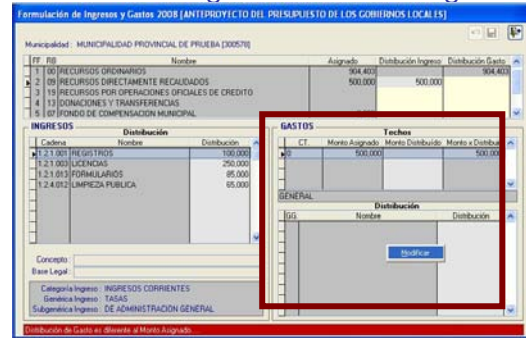 Formulación de Ingresos y Gastos 2008 [ANTEPROYECTO DEL PRESUPUESTO DE LOS GOBIERNOS LOCALES]
Municipalidad : MUNICIPALIDAD PROVINCIAL DE PRUEBA [300570]
FF RB Nombre Asignado Distribución Ingreso Distribución Gasto
1 00 RECURSOS ORDINARIOS 904,403 904,403
2 09 RECURSOS DIRECTAMENTE RECAUDADOS 500,000 500,000
3 19 RECURSOS POR OPERACIONES OFICIALES DE CREDITO
4 13 DONACIONES Y TRANSFERENCIAS
5 07 FONDO DE COMPENSACION MUNICIPAL
INGRESOS
Distribución
Cadena Nombre Distribución
1.2.1.001 REGISTROS 100,000
1.2.1.003 LICENCIAS 250,000
1.2.1.013 FORMULARIOS 85,000
1.2.4.012 LIMPIEZA PUBLICA 65,000
Concepto :
Base Legal :
Categoría Ingreso : INGRESOS CORRIENTES
Genérica Ingreso : TASAS
Subgenérica Ingreso : DE ADMINISTRACIÓN GENERAL
GASTOS
Techos
CT. Monto Asignado Monto Distribuído Monto x Distribuir
0 500,000 500,000
GENERAL
Distribución
GG. Nombre Distribución
Modificar
Distribución de Gasto es diferente al Monto Asignado....